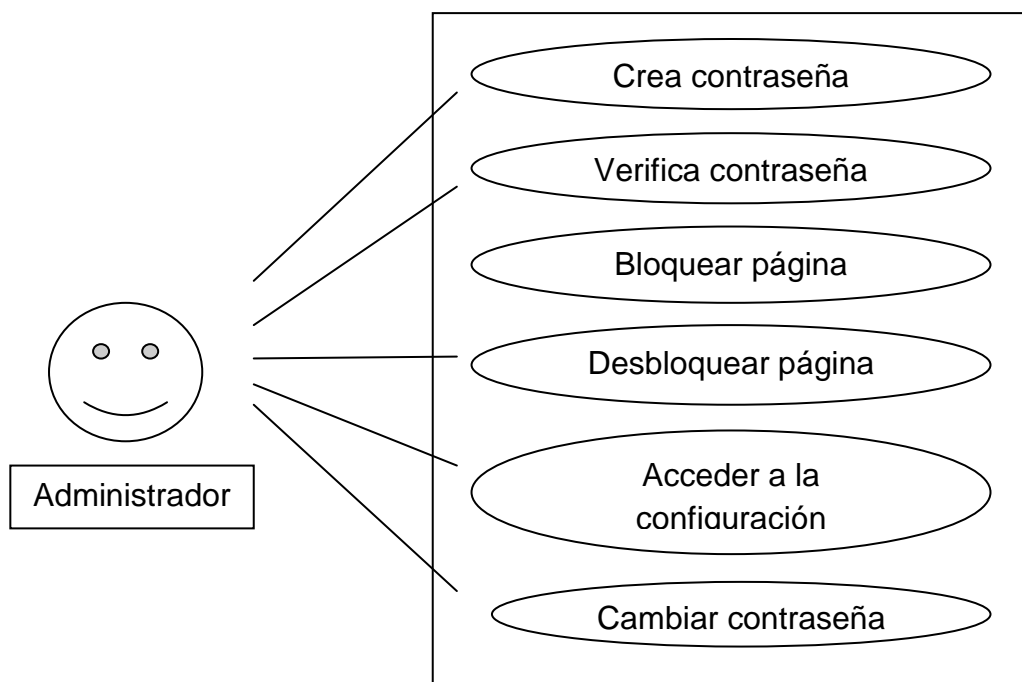 Crea contraseña
Verifica contraseña
Bloquear página
Desbloquear página
Acceder a la
configuración
Cambiar contraseña
Administrador